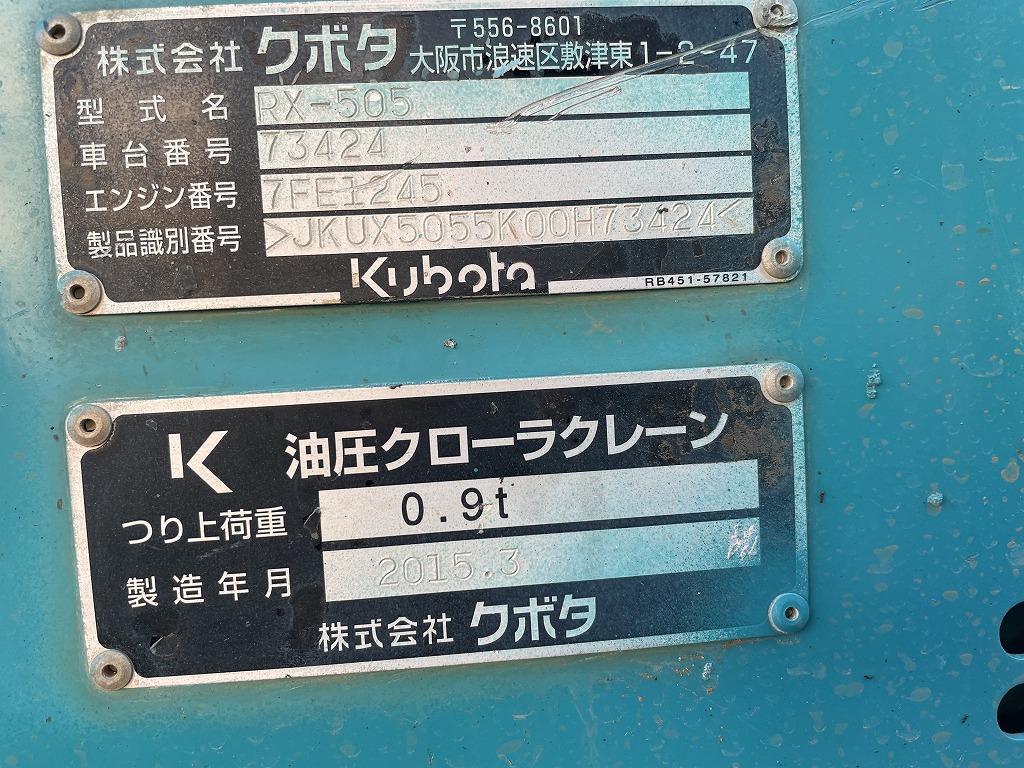 株式会社 クボタ 〒556-8601
大阪市浪速区敷津東1-2-47
型式名 RX-505
車台番号 73424
エンジン番号 7FE1245
製品識別番号 >JKUX5055K00H73424<
Kubota RB451-57821
K 油圧クローラクレーン
つり上荷重 0.9t
製造年月 2015.3
株式会社 クボタ